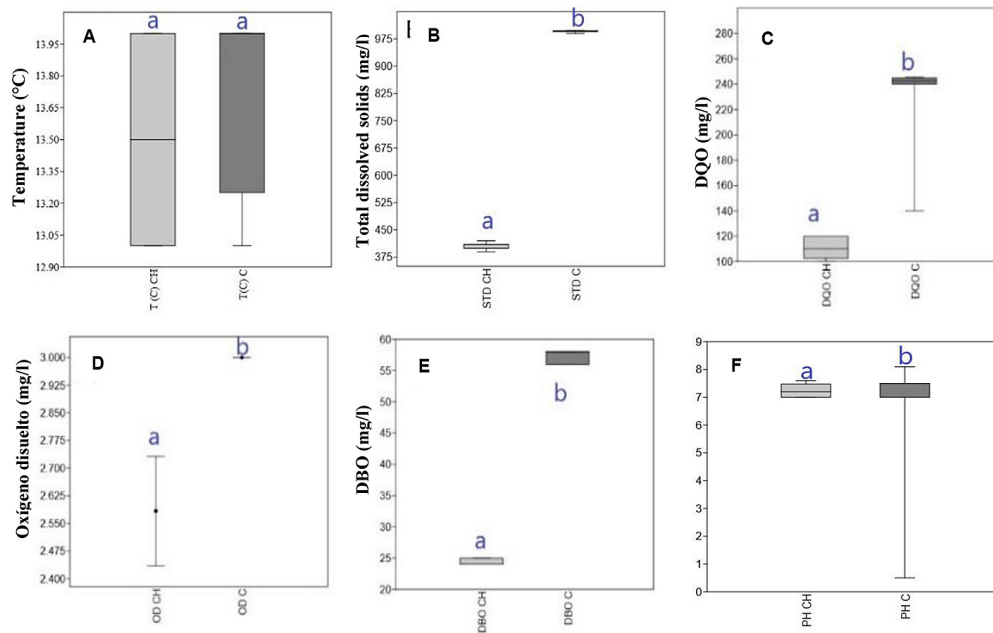 A
a
a
Temperature (°C)
13.95
13.80
13.65
13.50
13.35
13.20
13.05
12.90
T (C) CH
T(C) C
B
a
b
Total dissolved solids (mg/l)
975
900
825
750
675
600
525
450
375
STD CH
STD C
C
a
b
DQO (mg/l)
280
260
240
220
200
180
160
140
120
100
DQO CH
DQO C
D
a
b
Oxígeno disuelto (mg/l)
3.000
2.925
2.850
2.775
2.700
2.625
2.550
2.475
2.400
OD CH
OD C
E
a
b
DBO (mg/l)
60
55
50
45
40
35
30
25
20
DBO CH
DBO C
F
a
b
9
8
7
6
5
4
3
2
1
0
PH CH
PH C